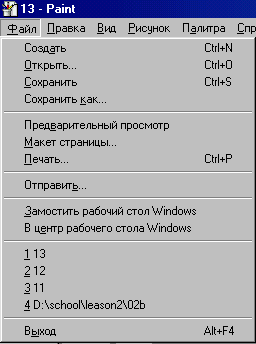 13 - Paint
Файл Правка Вид Рисунок Палитра Спр
Создать Ctrl+N
Открыть... Ctrl+O
Сохранить Ctrl+S
Сохранить как...
Предварительный просмотр
Макет страницы...
Печать... Ctrl+P
Отправить...
Замостить рабочий стол Windows
В центр рабочего стола Windows
1 13
2 12
3 11
4 D:\school\leason2\02b
Выход Alt+F4